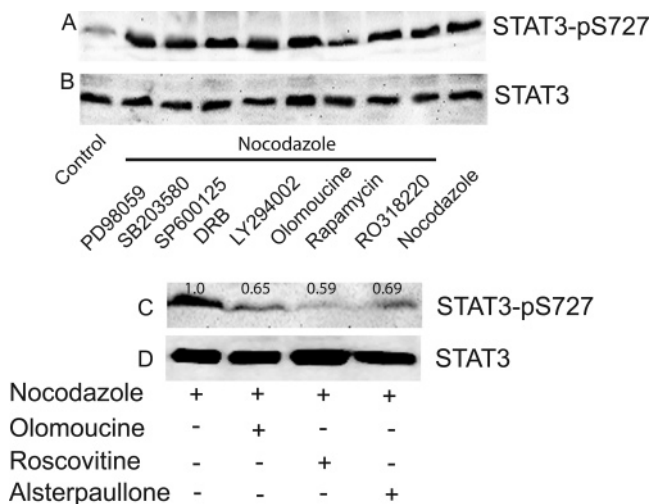 A STAT3-pS727
B STAT3
Nocodazole
Control
PD98059
SB203580
SP600125
DRB
LY294002
Olomoucine
Rapamycin
RO318220
Nocodazole
1.0 0.65 0.59 0.69
C STAT3-pS727
D STAT3
Nocodazole + + + +
Olomoucine - + - -
Roscovitine - - + -
Alsterpaullone - - - +